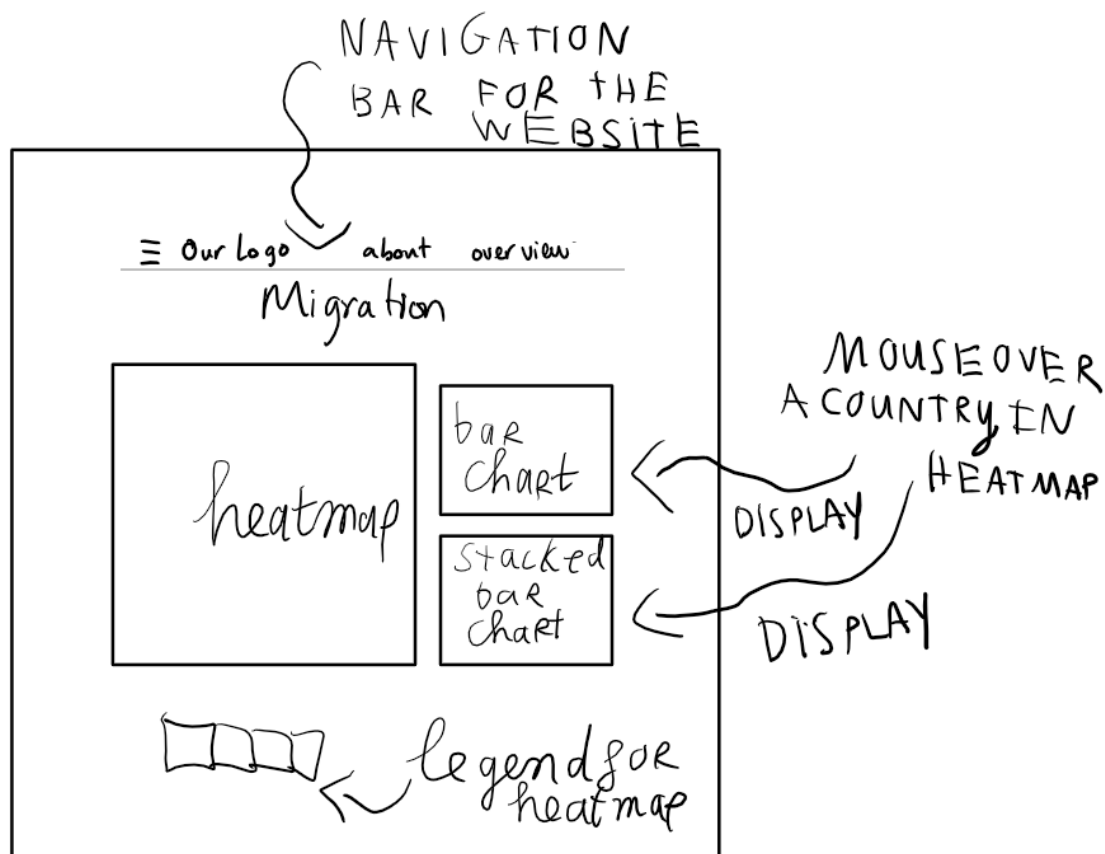 NAVIGATION
BAR FOR THE
WEBSITE
Our Logo about overview
Migration
heatmap
bar
chart
stacked
bar
chart
MOUSEOVER
A COUNTRY IN
HEATMAP
DISPLAY
DISPLAY
legend for
heatmap